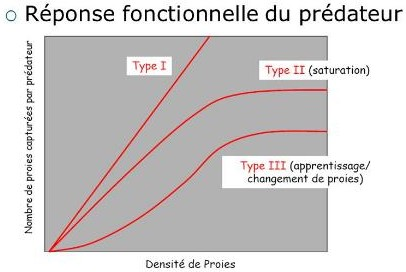 Réponse fonctionnelle du prédateur
Nombre de proies capturées par prédateur
Type I
Type II (saturation)
Type III (apprentissage/
changement de proies)
Densité de Proies